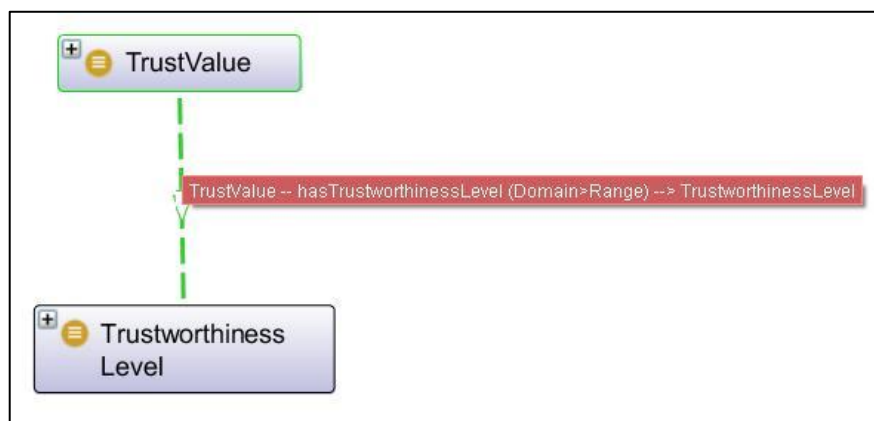 TrustValue
TrustValue -- hasTrustworthinessLevel (Domain>Range) --> TrustworthinessLevel
Trustworthiness
Level